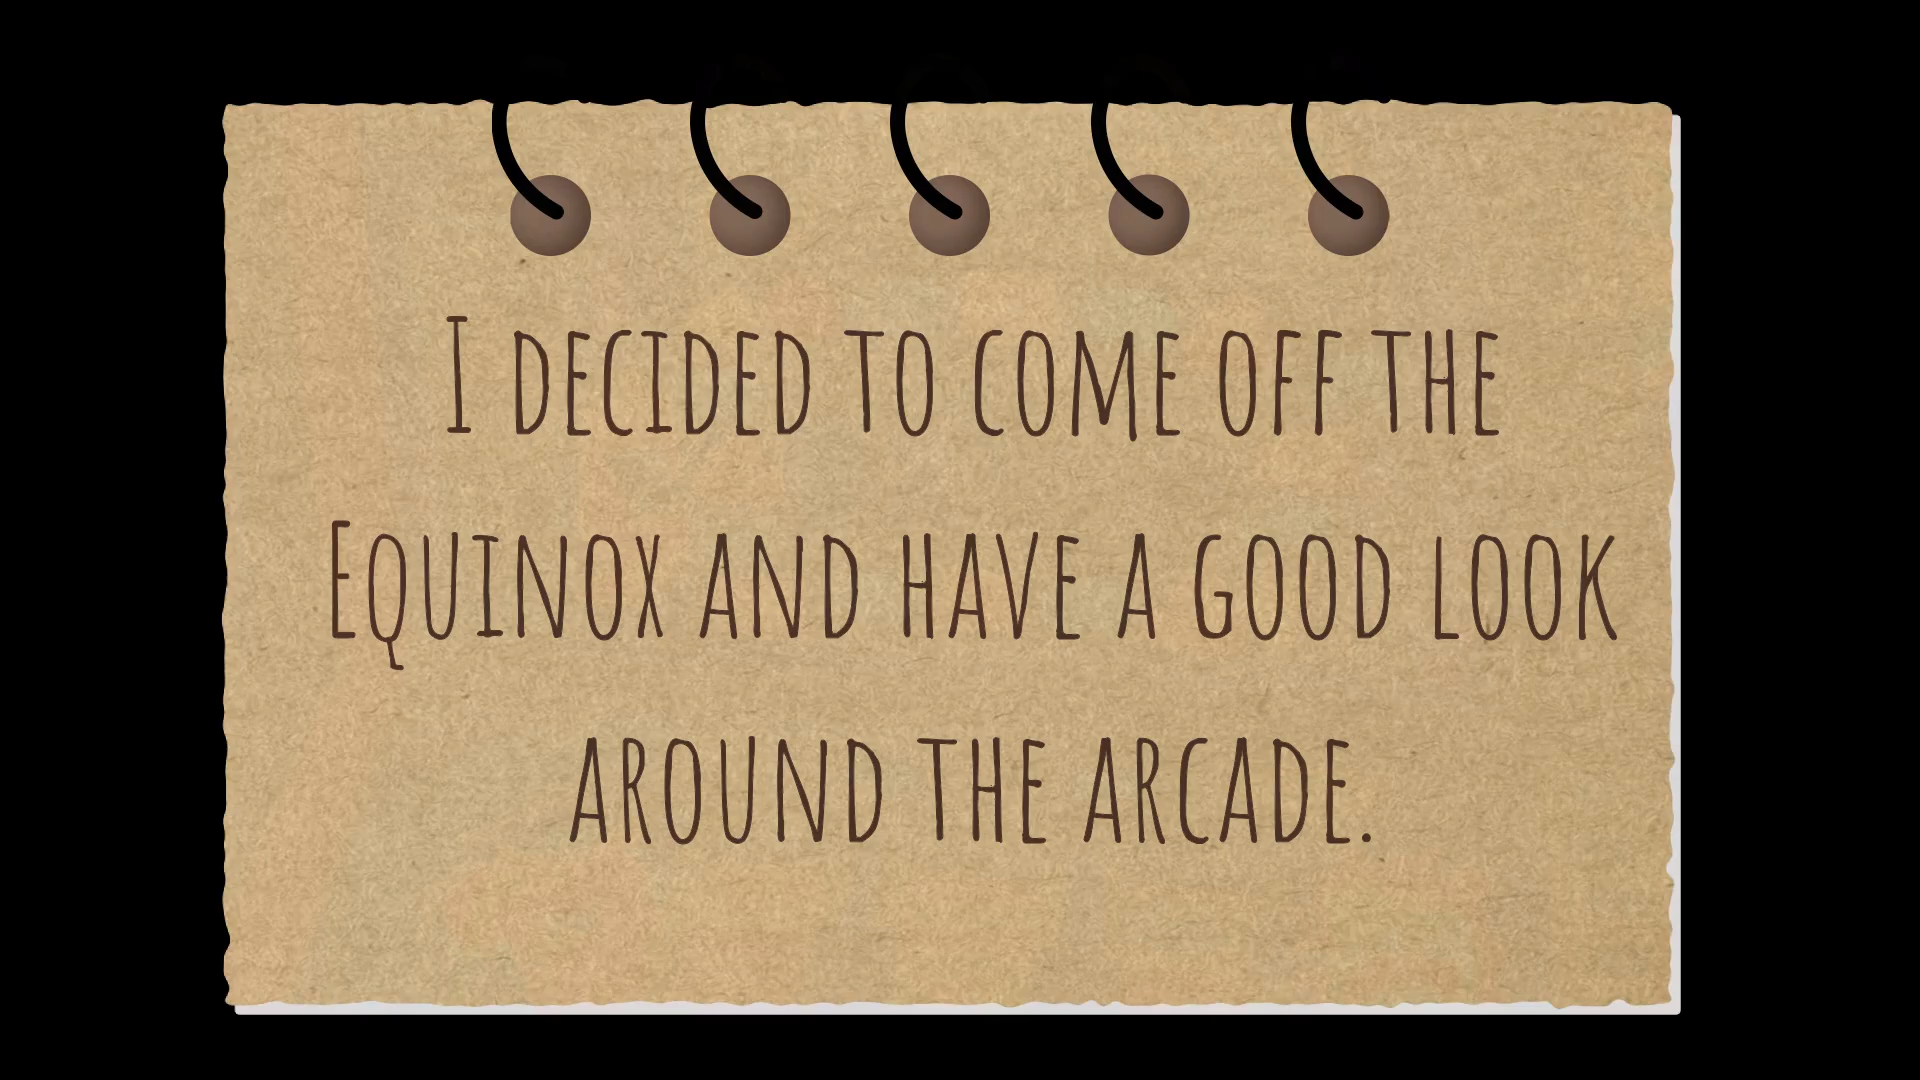 I decided to come off the
Equinox and have a good look
around the arcade.